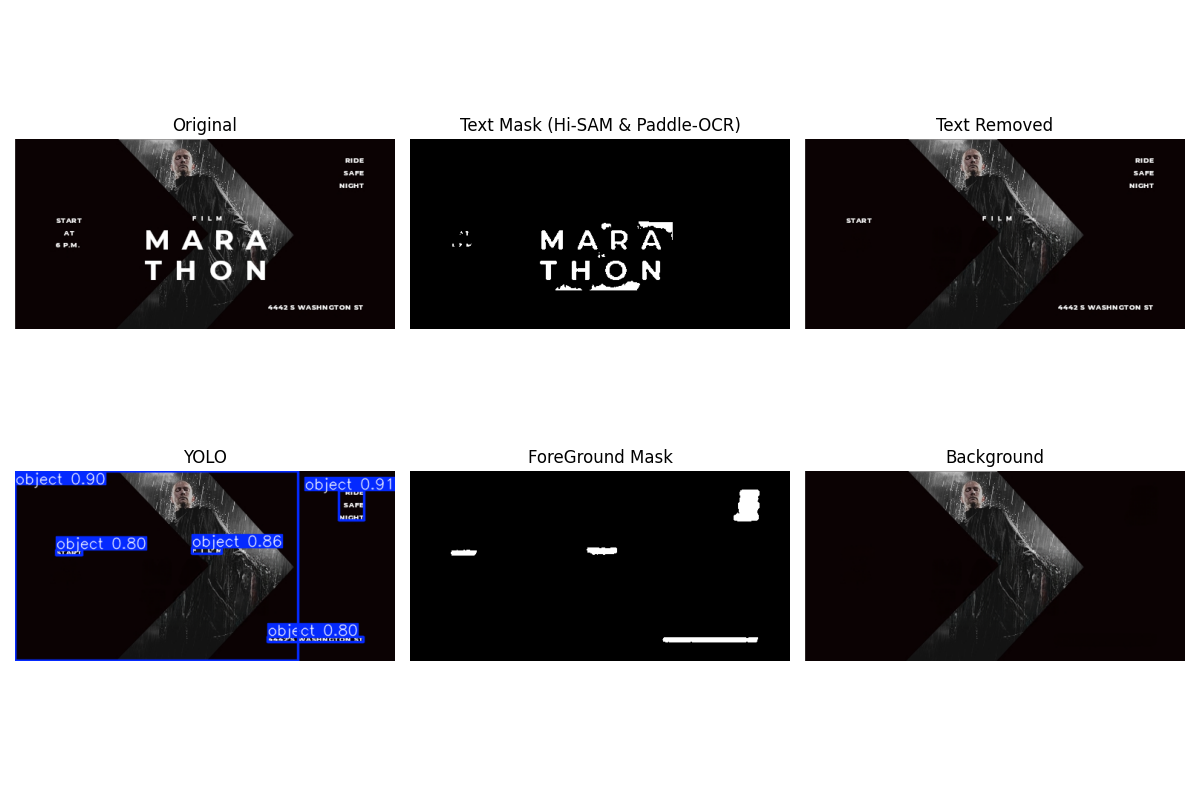 Original
Text Mask (Hi-SAM & Paddle-OCR)
Text Removed
RIDE
SAFE
NIGHT
START
AT
6 P.M.
FILM
MARA
THON
4442 S WASHNGTON ST
MARA
THON
RIDE
SAFE
NIGHT
START
FILM
4442 S WASHNGTON ST
YOLO
ForeGround Mask
Background
object 0.90
object 0.91
RIDE
SAFE
NIGHT
object 0.80
START
object 0.86
FILM
object 0.80
4442 S WASHNGTON ST